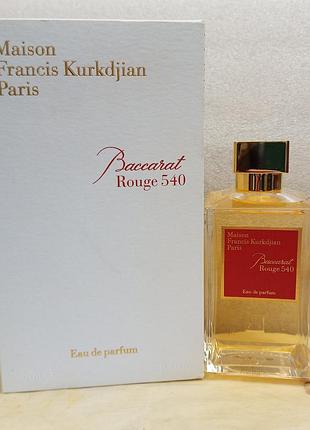 Maison
Francis Kurkdjian
Paris
Baccarat
Rouge 540
Eau de parfum
Maison
Francis Kurkdjian
Paris
Baccarat
Rouge 540
Eau de parfum